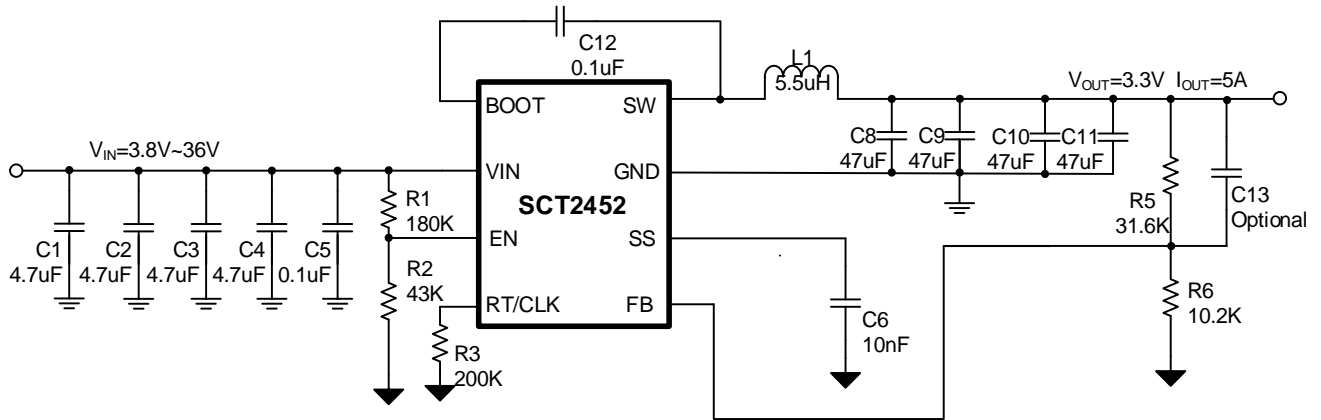 C12
0.1uF
L1
5.5uH
VOUT=3.3V IOUT=5A
BOOT
SW
C8
47uF
C9
47uF
C10
47uF
C11
47uF
VIN=3.8V~36V
VIN
GND
SCT2452
R1
180K
R5
31.6K
C13
Optional
C1
4.7uF
C2
4.7uF
C3
4.7uF
C4
4.7uF
C5
0.1uF
EN
SS
R2
43K
RT/CLK
FB
R3
200K
C6
10nF
R6
10.2K